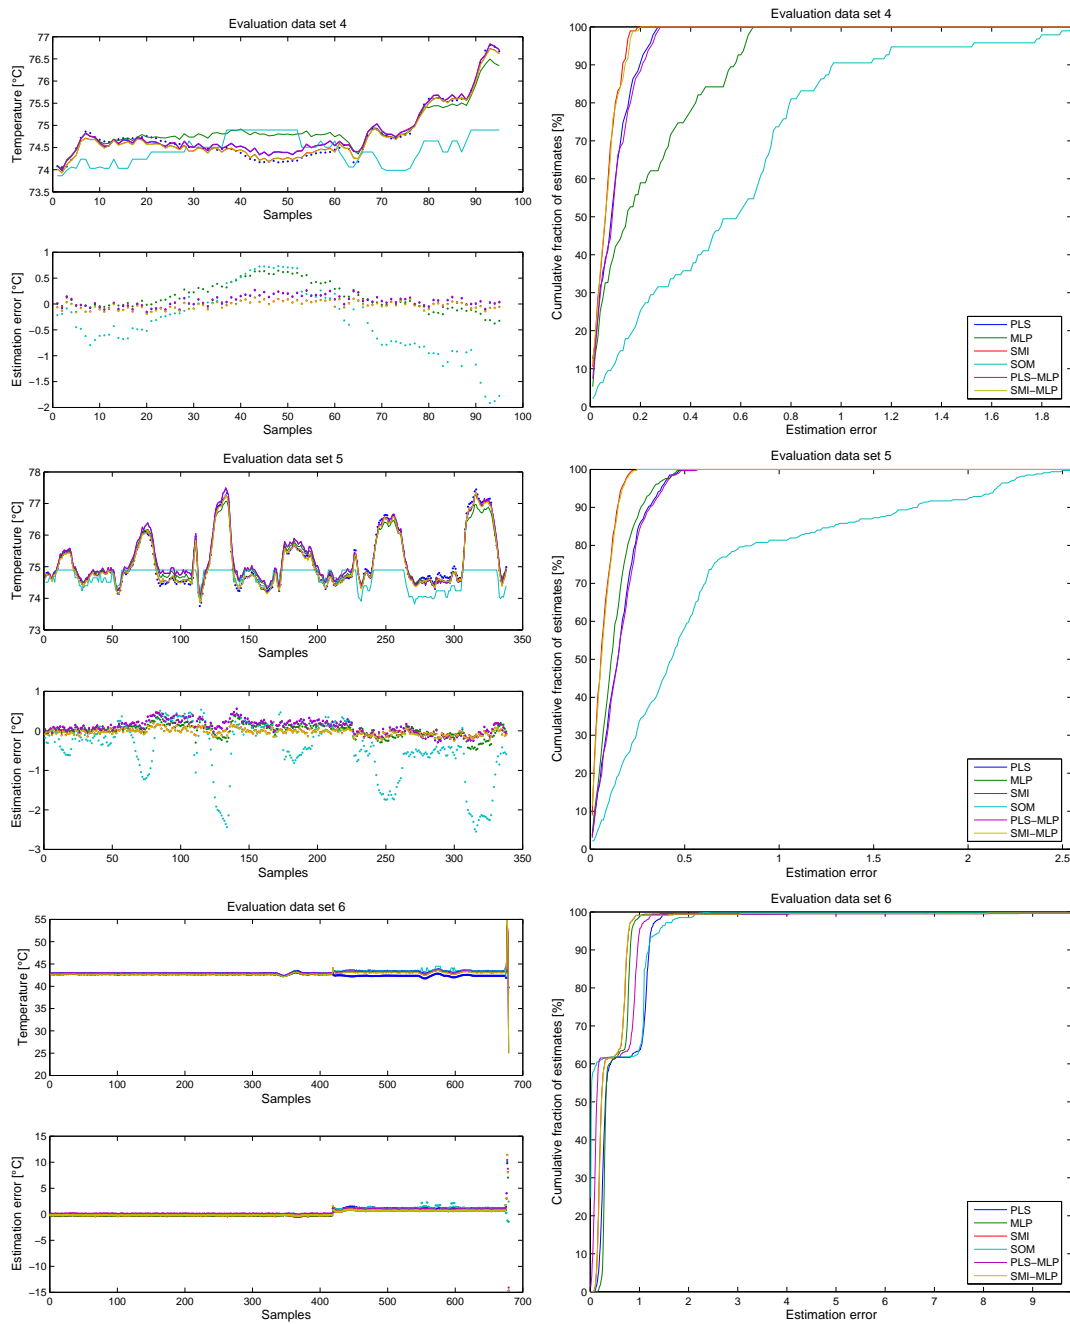 Evaluation data set 4
Temperature [°C]
77
76.5
76
75.5
75
74.5
74
73.5
0 10 20 30 40 50 60 70 80 90 100
Samples
Estimation error [°C]
1
0.5
0
−0.5
−1
−1.5
−2
0 10 20 30 40 50 60 70 80 90 100
Samples
Evaluation data set 4
Cumulative fraction of estimates [%]
100
90
80
70
60
50
40
30
20
10
0
0 0.2 0.4 0.6 0.8 1 1.2 1.4 1.6 1.8
Estimation error
PLS
MLP
SMI
SOM
PLS−MLP
SMI−MLP
Evaluation data set 5
Temperature [°C]
78
77
76
75
74
73
0 50 100 150 200 250 300 350
Samples
Estimation error [°C]
1
0
−1
−2
−3
0 50 100 150 200 250 300 350
Samples
Evaluation data set 5
Cumulative fraction of estimates [%]
100
90
80
70
60
50
40
30
20
10
0
0 0.5 1 1.5 2 2.5
Estimation error
PLS
MLP
SMI
SOM
PLS−MLP
SMI−MLP
Evaluation data set 6
Temperature [°C]
55
50
45
40
35
30
25
20
0 100 200 300 400 500 600 700
Samples
Estimation error [°C]
15
10
5
0
−5
−10
−15
0 100 200 300 400 500 600 700
Samples
Evaluation data set 6
Cumulative fraction of estimates [%]
100
90
80
70
60
50
40
30
20
10
0
0 1 2 3 4 5 6 7 8 9
Estimation error
PLS
MLP
SMI
SOM
PLS−MLP
SMI−MLP